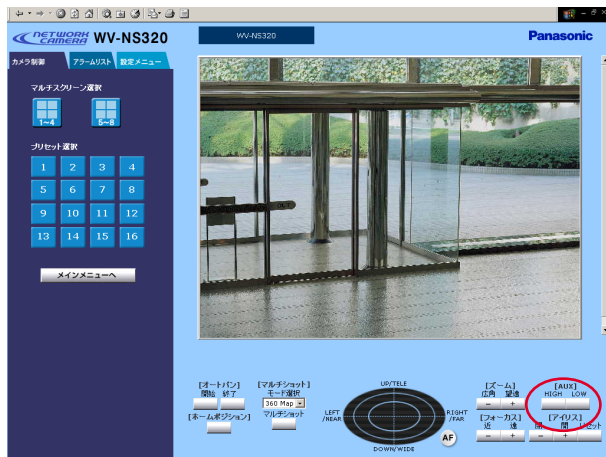 NETWORK CAMERA WV-NS320
WV-NS320
Panasonic
カメラ制御
アラームリスト
設定メニュー
マルチスクリーン選択
1~4
5~8
プリセット選択
1 2 3 4
5 6 7 8
9 10 11 12
13 14 15 16
メインメニューへ
[オートパン]
開始 終了
[ホームポジション]
[マルチショット]
モード選択
360 Map
マルチショット
UP/TELE
LEFT
/NEAR
RIGHT
/FAR
DOWN/WIDE
AF
[ズーム]
広角 望遠
− +
[フォーカス]
近 遠
− +
[AUX]
HIGH LOW
[アイリス]
閉 開 リセット
− +